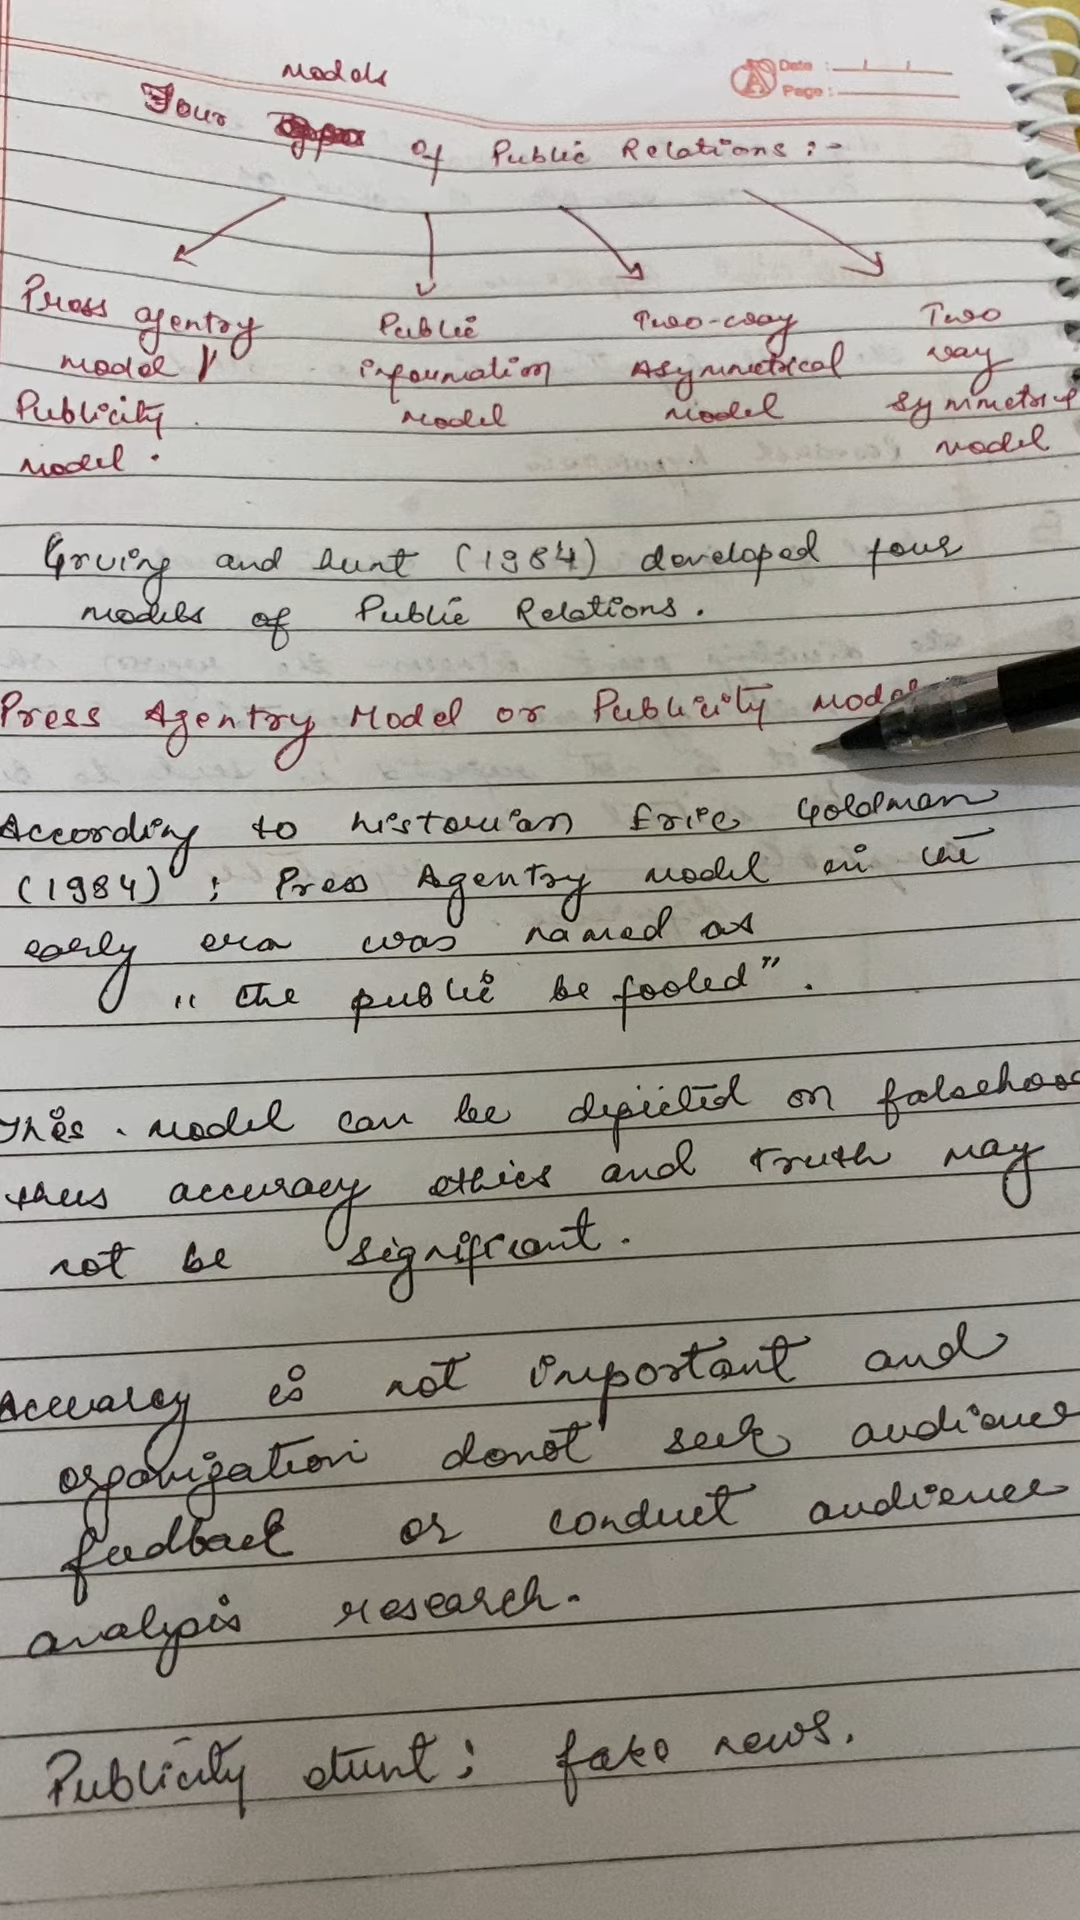 Models
Four of Public Relations :-
Date :
Page :
Press agentry model / Publicity model.
Public information model
Two-way Asymmetrical model
Two way symmetric model
Gruing and hunt (1984) developed four
models of Public Relations.
Press Agentry Model or Publicity Model
According to historian Eric Goldman
(1984) ; Press Agentry model in the
early era was named as
" the public be fooled".
This . model can be depicted on falsehood
thus accuracy ethics and truth may
not be significant.
Accuracy is not important and
organization donot seek audience
feedback or conduct audience
analysis research.
Publicity stunt : fake news.